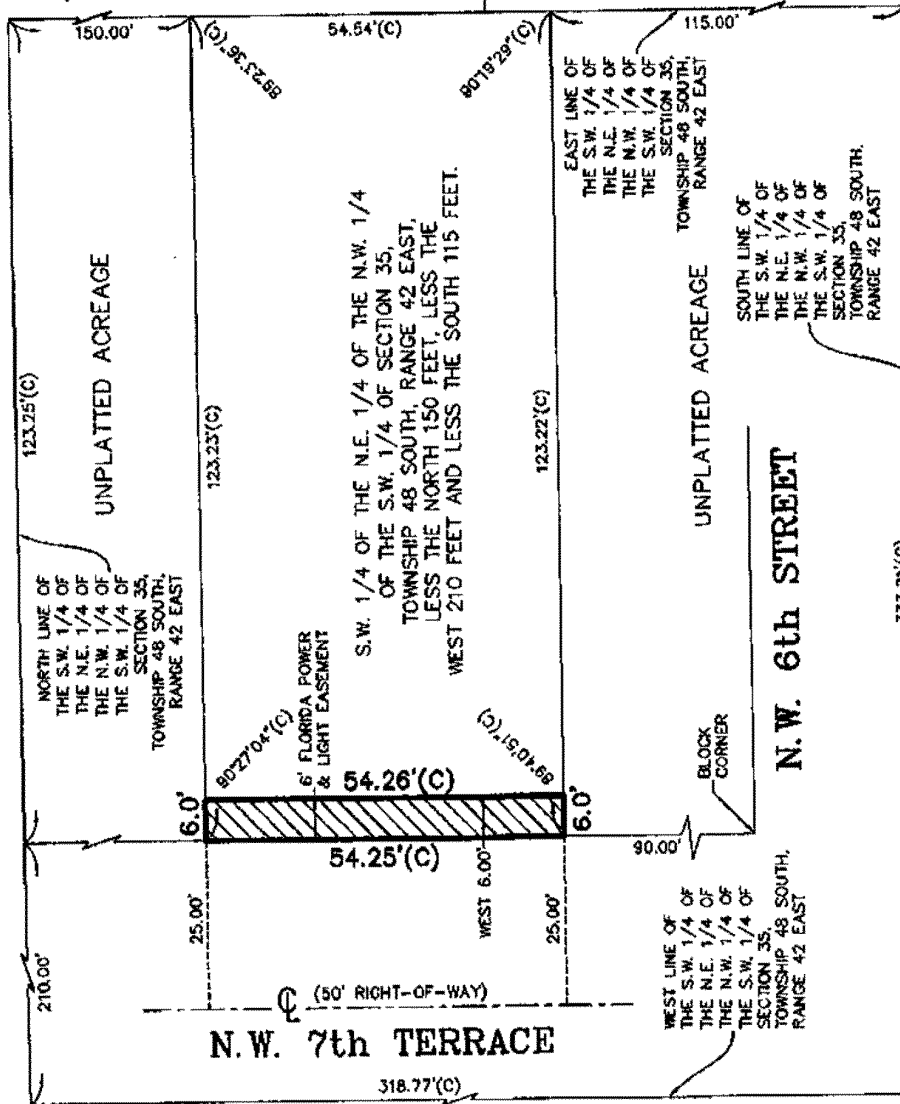 150.00'
54.54'(C)
115.00'
89°23'36"(C)
90°19'29"(C)
EAST LINE OF
THE S.W. 1/4 OF
THE N.E. 1/4 OF
THE N.W. 1/4 OF
THE S.W. 1/4 OF
SECTION 35,
TOWNSHIP 48 SOUTH,
RANGE 42 EAST
SOUTH LINE OF
THE S.W. 1/4 OF
THE N.E. 1/4 OF
THE N.W. 1/4 OF
THE S.W. 1/4 OF
SECTION 35,
TOWNSHIP 48 SOUTH,
RANGE 42 EAST
123.25'(C)
UNPLATTED ACREAGE
123.23'(C)
S.W. 1/4 OF THE N.E. 1/4 OF THE N.W. 1/4
OF THE S.W. 1/4 OF SECTION 35,
TOWNSHIP 48 SOUTH, RANGE 42 EAST,
LESS THE NORTH 150 FEET, LESS THE
WEST 210 FEET AND LESS THE SOUTH 115 FEET.
123.22'(C)
UNPLATTED ACREAGE
N.W. 6th STREET
NORTH LINE OF
THE S.W. 1/4 OF
THE N.E. 1/4 OF
THE N.W. 1/4 OF
THE S.W. 1/4 OF
SECTION 35,
TOWNSHIP 48 SOUTH,
RANGE 42 EAST
90°27'04"(C)
6' FLORIDA POWER
& LIGHT EASEMENT
89°40'51"(C)
BLOCK
CORNER
6.0'
54.26'(C)
6.0'
54.25'(C)
90.00'
25.00'
WEST 6.00'
25.00'
WEST LINE OF
THE S.W. 1/4 OF
THE N.E. 1/4 OF
THE N.W. 1/4 OF
THE S.W. 1/4 OF
SECTION 35,
TOWNSHIP 48 SOUTH,
RANGE 42 EAST
210.00'
℄ (50' RIGHT-OF-WAY)
N.W. 7th TERRACE
318.77'(C)